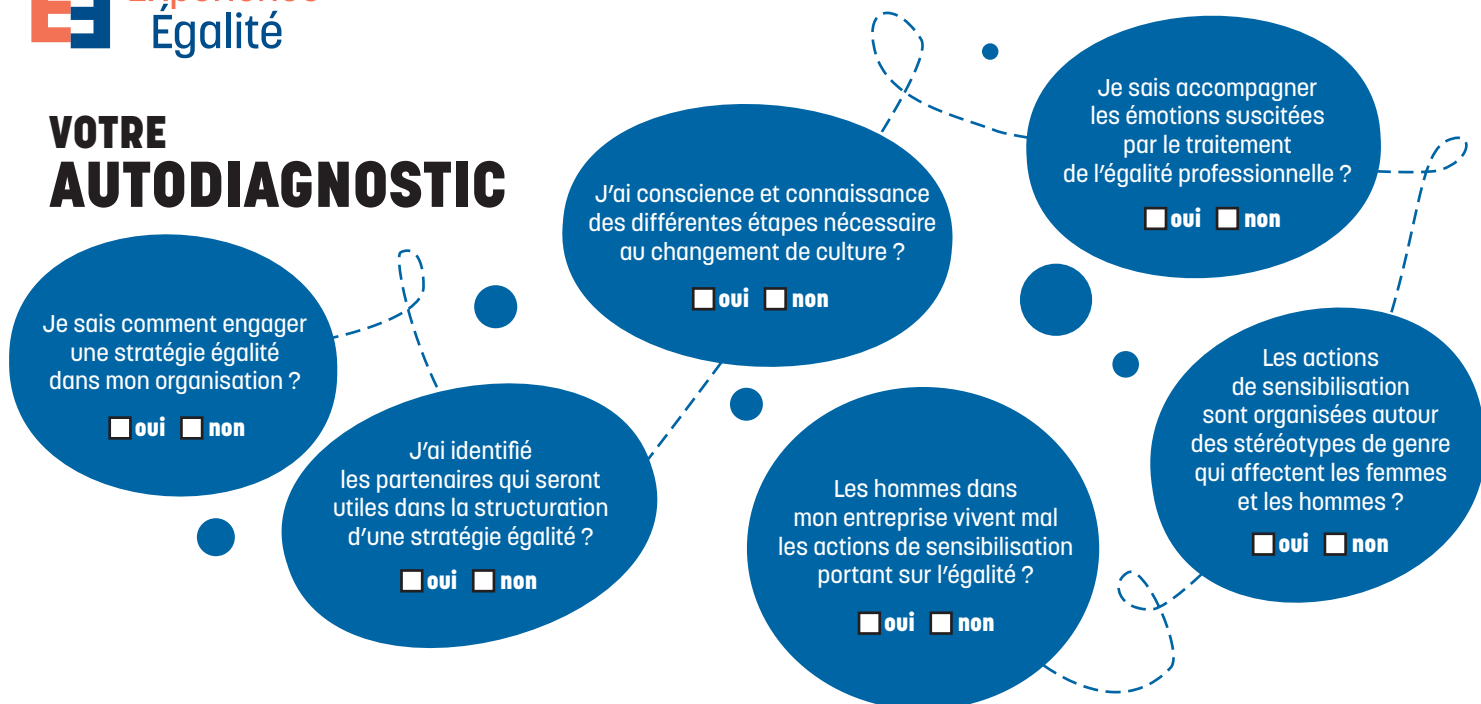 Égalité
VOTRE
AUTODIAGNOSTIC
Je sais comment engager
une stratégie égalité
dans mon organisation ?
oui non
J'ai identifié
les partenaires qui seront
utiles dans la structuration
d'une stratégie égalité ?
oui non
J'ai conscience et connaissance
des différentes étapes nécessaire
au changement de culture ?
oui non
Je sais accompagner
les émotions suscitées
par le traitement
de l'égalité professionnelle ?
oui non
Les actions
de sensibilisation
sont organisées autour
des stéréotypes de genre
qui affectent les femmes
et les hommes ?
oui non
Les hommes dans
mon entreprise vivent mal
les actions de sensibilisation
portant sur l'égalité ?
oui non